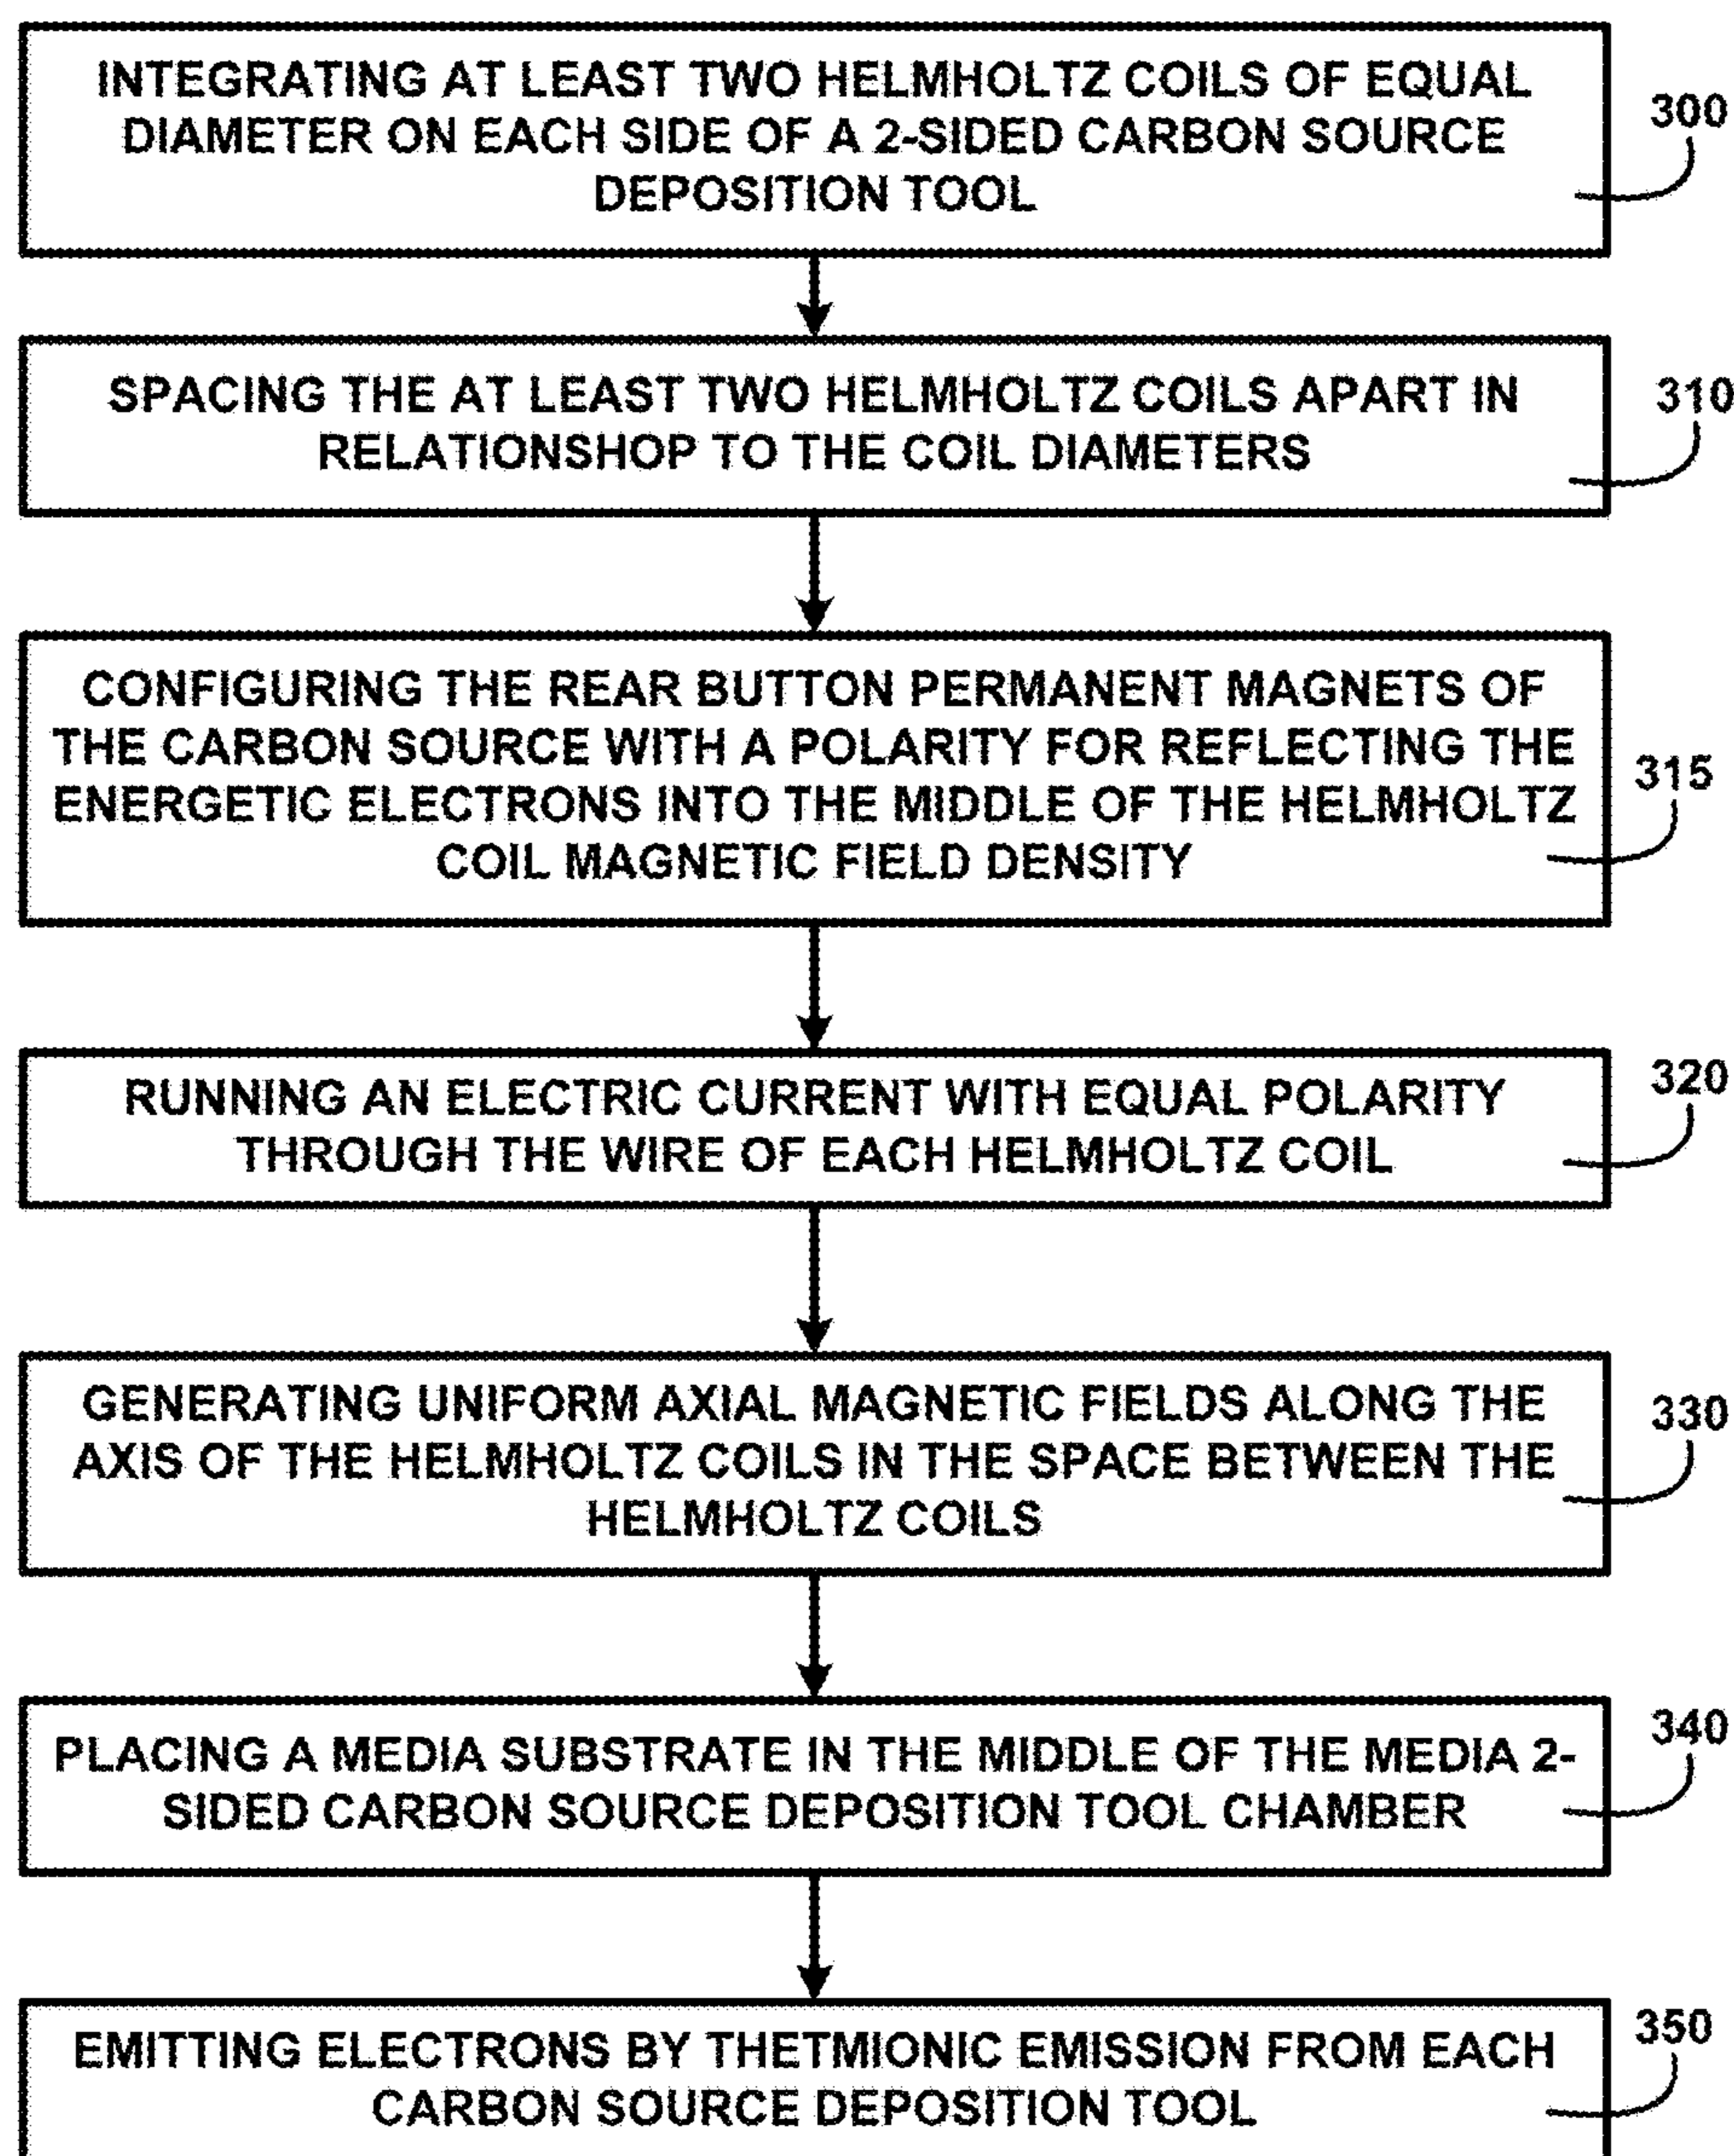 INTEGRATING AT LEAST TWO HELMHOLTZ COILS OF EQUAL
DIAMETER ON EACH SIDE OF A 2-SIDED CARBON SOURCE
DEPOSITION TOOL
300
SPACING THE AT LEAST TWO HELMHOLTZ COILS APART IN
RELATIONSHOP TO THE COIL DIAMETERS
310
CONFIGURING THE REAR BUTTON PERMANENT MAGNETS OF
THE CARBON SOURCE WITH A POLARITY FOR REFLECTING THE
ENERGETIC ELECTRONS INTO THE MIDDLE OF THE HELMHOLTZ
COIL MAGNETIC FIELD DENSITY
315
RUNNING AN ELECTRIC CURRENT WITH EQUAL POLARITY
THROUGH THE WIRE OF EACH HELMHOLTZ COIL
320
GENERATING UNIFORM AXIAL MAGNETIC FIELDS ALONG THE
AXIS OF THE HELMHOLTZ COILS IN THE SPACE BETWEEN THE
HELMHOLTZ COILS
330
PLACING A MEDIA SUBSTRATE IN THE MIDDLE OF THE MEDIA 2-
SIDED CARBON SOURCE DEPOSITION TOOL CHAMBER
340
EMITTING ELECTRONS BY THETMIONIC EMISSION FROM EACH
CARBON SOURCE DEPOSITION TOOL
350